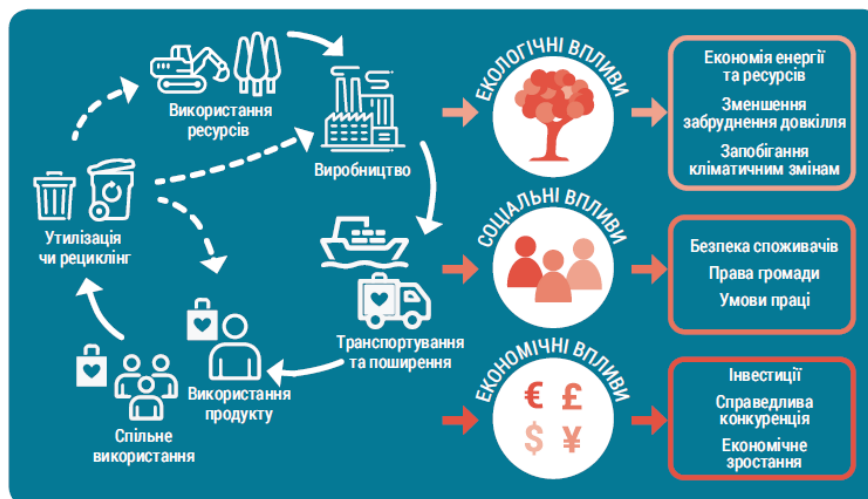 Використання
ресурсів
Виробництво
Транспортування
та поширення
Використання
продукту
Спільне
використання
Утилізація
чи рециклінг
ЕКОЛОГІЧНІ ВПЛИВИ
Економія енергії
та ресурсів
Зменшення
забруднення довкілля
Запобігання
кліматичним змінам
СОЦІАЛЬНІ ВПЛИВИ
Безпека споживачів
Права громади
Умови праці
ЕКОНОМІЧНІ ВПЛИВИ
€ £
$ ¥
Інвестиції
Справедлива
конкуренція
Економічне
зростання